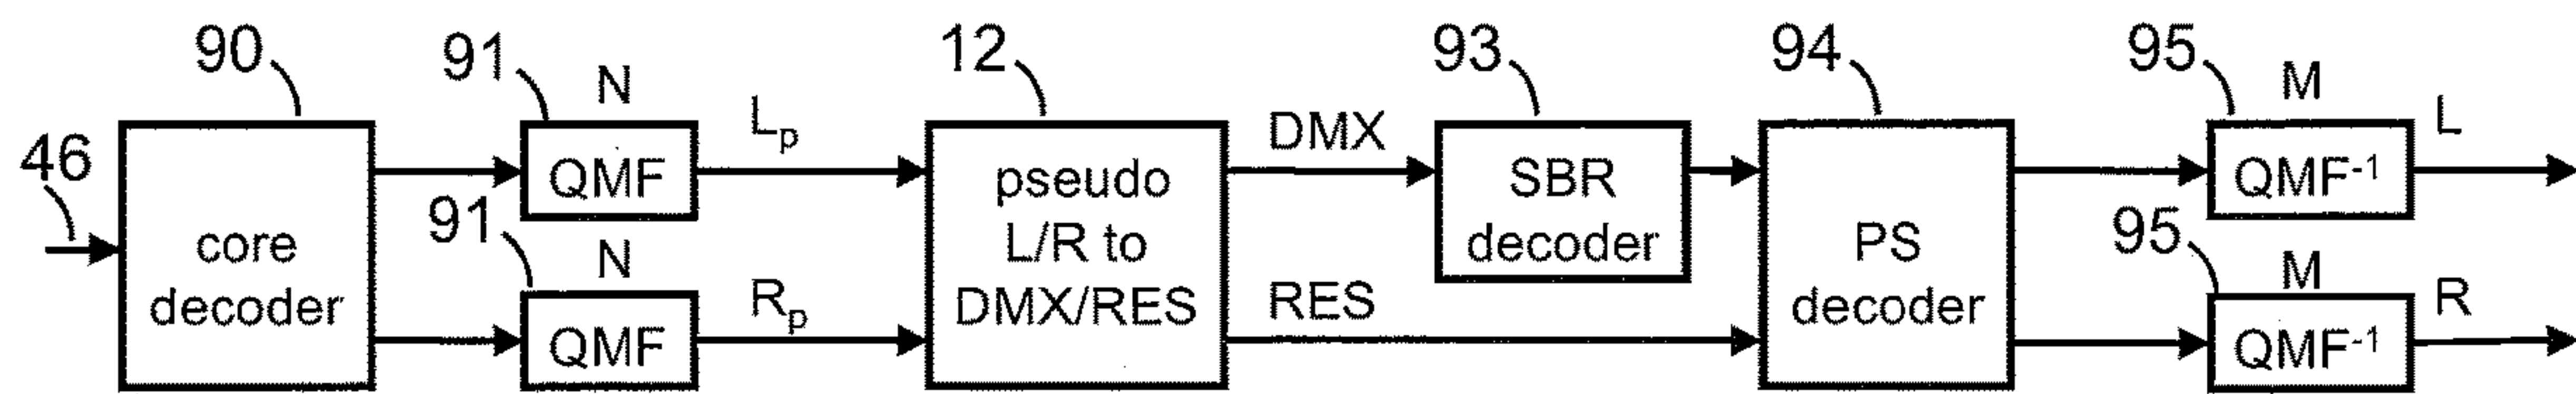 90
91
N
12
93
94
95
M
46
core
decoder
QMF
Lp
pseudo
L/R to
DMX/RES
DMX
SBR
decoder
PS
decoder
QMF-1
L
91
N
QMF
Rp
RES
95
M
QMF-1
R